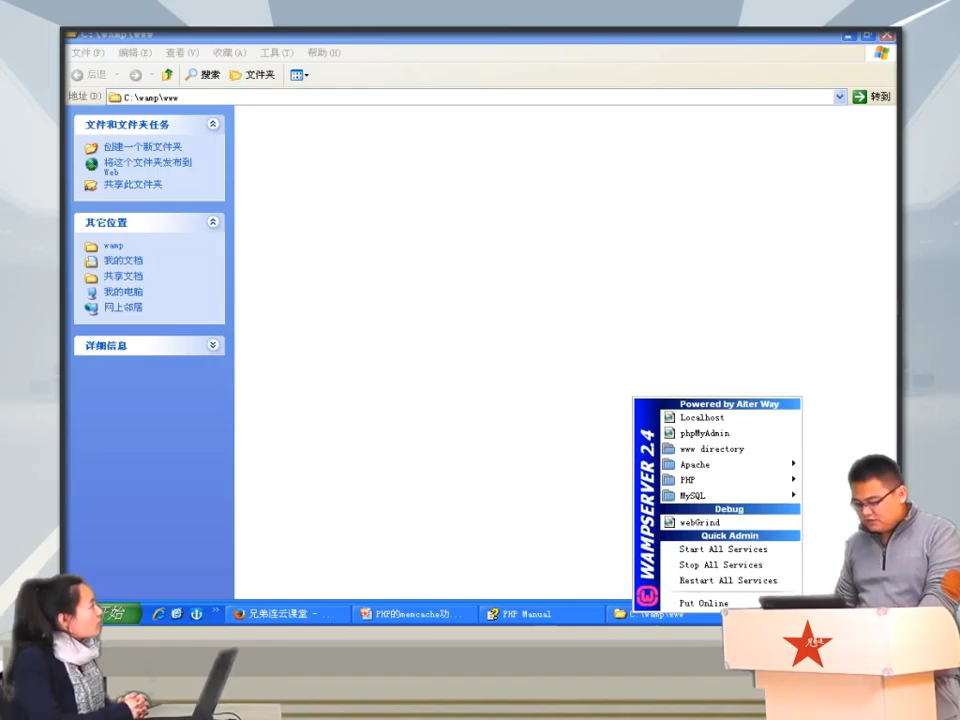 C:\wamp\www
文件(F) 编辑(E) 查看(V) 收藏(A) 工具(T) 帮助(H)
后退 搜索 文件夹
地址(D) C:\wamp\www 转到
文件和文件夹任务
创建一个新文件夹
将这个文件夹发布到
Web
共享此文件夹
其它位置
wamp
我的文档
共享文档
我的电脑
网上邻居
详细信息
WAMPSERVER 2.4
Powered by Alter Way
Localhost
phpMyAdmin
www directory
Apache
PHP
MySQL
Debug
webGrind
Quick Admin
Start All Services
Stop All Services
Restart All Services
Put Online
开始 兄弟连云课堂 - ... PHP的memcache功... PHP Manual C:\wamp\www